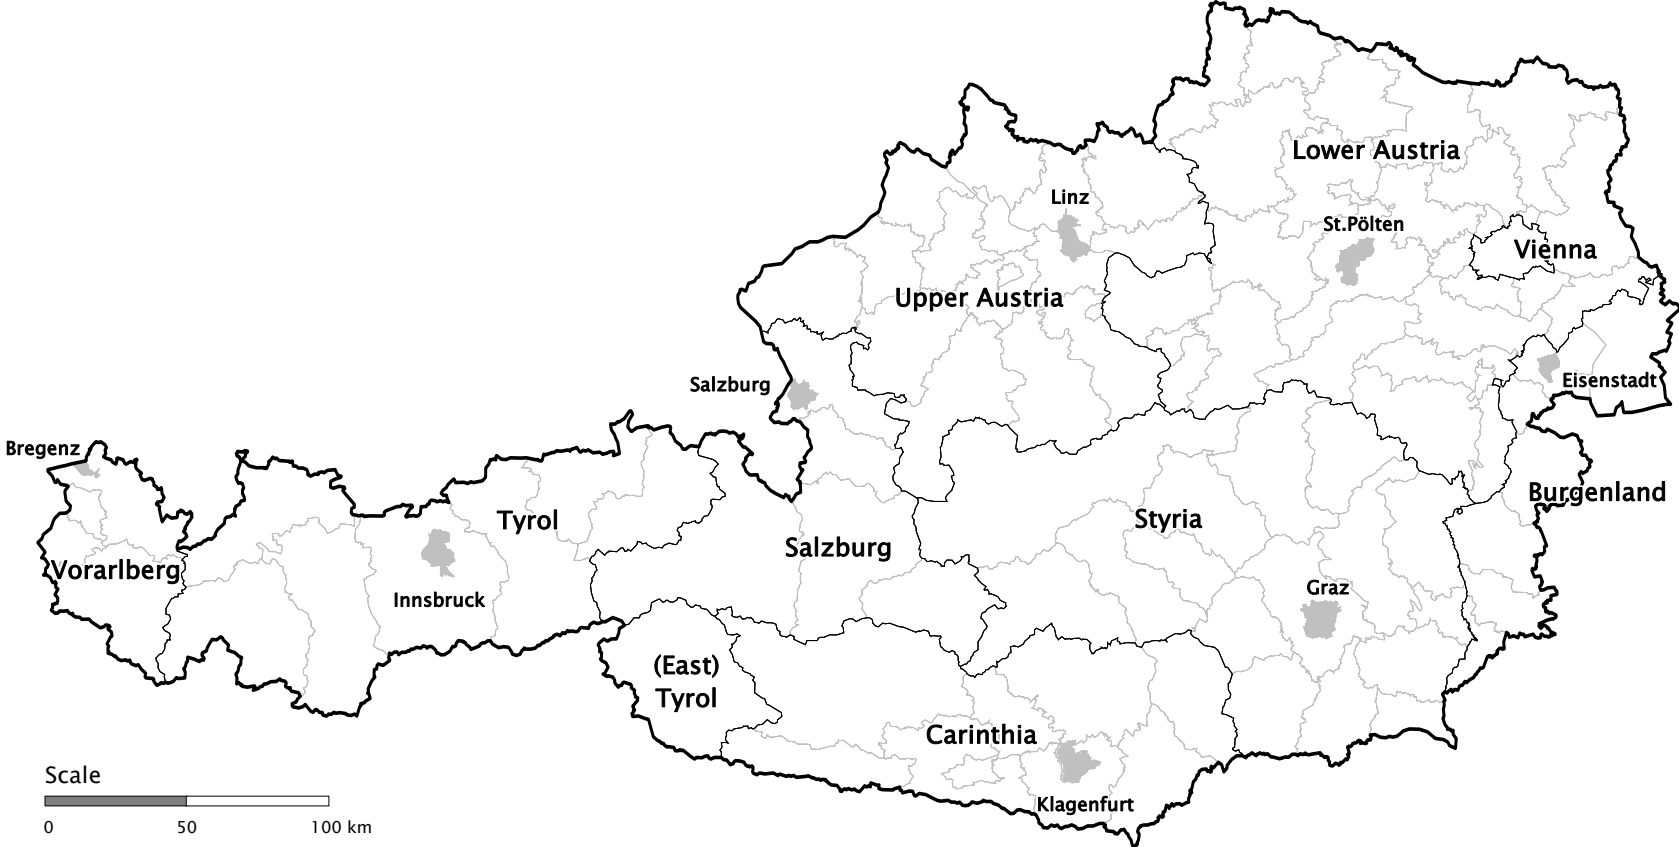 Lower Austria
Linz
St.Pölten
Vienna
Upper Austria
Salzburg
Eisenstadt
Bregenz
Burgenland
Tyrol
Styria
Salzburg
Vorarlberg
Innsbruck
Graz
(East)
Tyrol
Carinthia
Klagenfurt
Scale
0 50 100 km